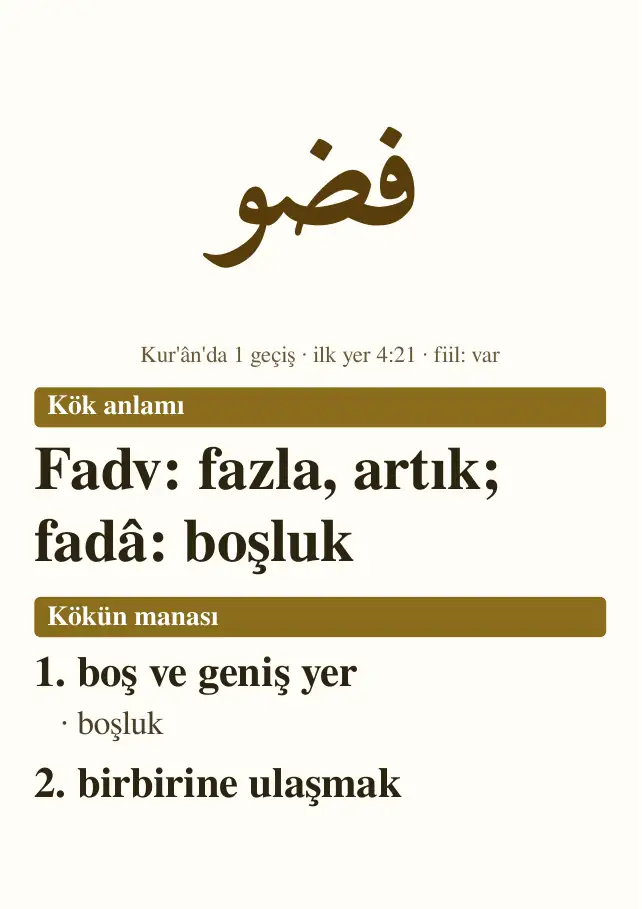 فضو
Kur'ân'da 1 geçiş · ilk yer 4:21 · fiil: var
Kök anlamı
Fadv: fazla, artık;
fadâ: boşluk
Kökün manası
1. boş ve geniş yer
· boşluk
2. birbirine ulaşmak